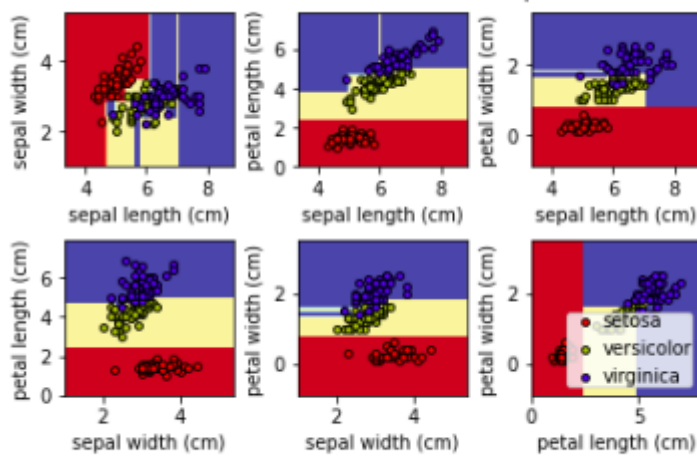 sepal width (cm)
4
2
4 6 8
sepal length (cm)
petal length (cm)
6
4
2
0
4 6 8
sepal length (cm)
petal width (cm)
2
0
4 6 8
sepal length (cm)
petal length (cm)
6
4
2
0
2 4
sepal width (cm)
petal width (cm)
2
0
2 4
sepal width (cm)
petal width (cm)
2
0
setosa
versicolor
virginica
0 5
petal length (cm)